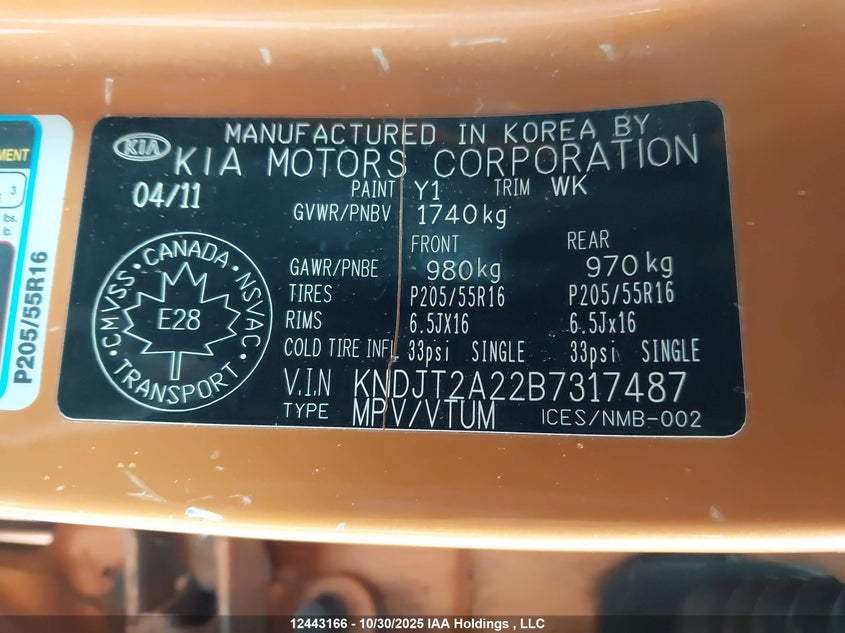 MENT
3
lbs.
lb.
P205/55R16
KIA
MANUFACTURED IN KOREA BY
KIA MOTORS CORPORATION
04/11
PAINT Y1 TRIM WK
GVWR/PNBV 1740kg
FRONT REAR
GAWR/PNBE 980kg 970kg
TIRES P205/55R16 P205/55R16
RIMS 6.5JX16 6.5Jx16
COLD TIRE INFL 33psi SINGLE 33psi SINGLE
V.I.N KNDJT2A22B7317487
TYPE MPV/VTUM ICES/NMB-002
CMVSS • CANADA • NSVAC • TRANSPORT •
E28
12443166 - 10/30/2025 IAA Holdings , LLC